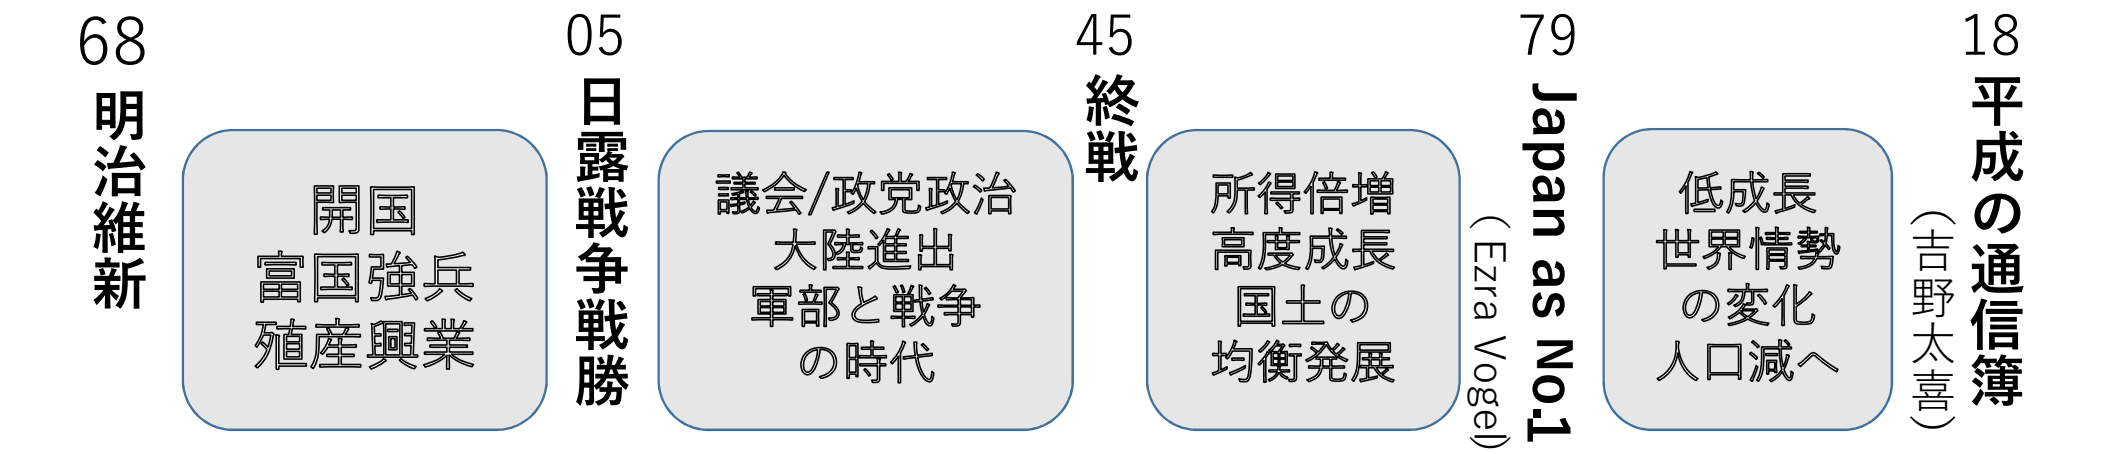 68
明治維新
開国
富国強兵
殖産興業
05
日露戦争戦勝
議会/政党政治
大陸進出
軍部と戦争
の時代
45
終戦
所得倍増
高度成長
国土の
均衡発展
79
Japan as No.1
（Ezra Vogel）
低成長
世界情勢
の変化
人口減へ
18
平成の通信簿
（吉野太喜）